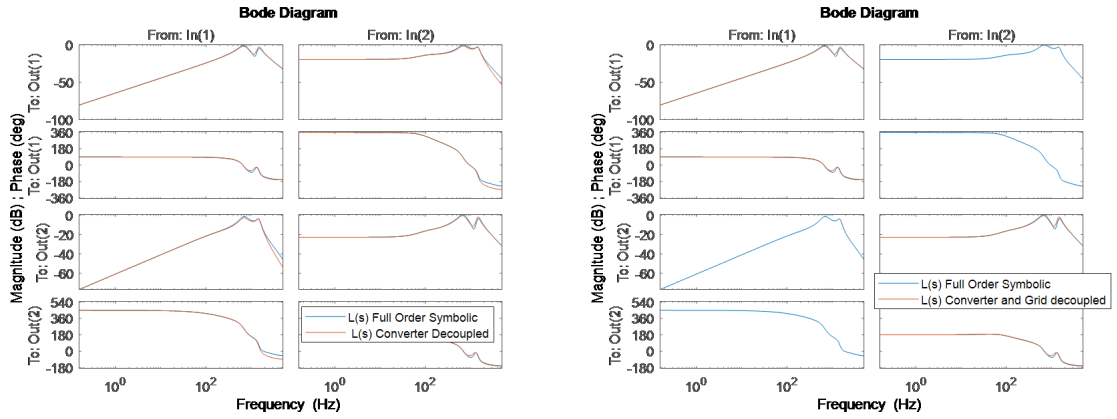 Bode Diagram
From: In(1)
From: In(2)
Magnitude (dB) ; Phase (deg)
To: Out(1)
0
-50
-100
To: Out(1)
360
180
0
-180
-360
To: Out(2)
0
-20
-40
-60
To: Out(2)
540
360
180
0
-180
L(s) Full Order Symbolic
L(s) Converter Decoupled
10^0
10^2
10^0
10^2
Frequency (Hz)
Bode Diagram
From: In(1)
From: In(2)
Magnitude (dB) ; Phase (deg)
To: Out(1)
0
-50
-100
To: Out(1)
360
180
0
-180
-360
To: Out(2)
0
-20
-40
-60
To: Out(2)
540
360
180
0
-180
L(s) Full Order Symbolic
L(s) Converter and Grid decoupled
10^0
10^2
10^0
10^2
Frequency (Hz)